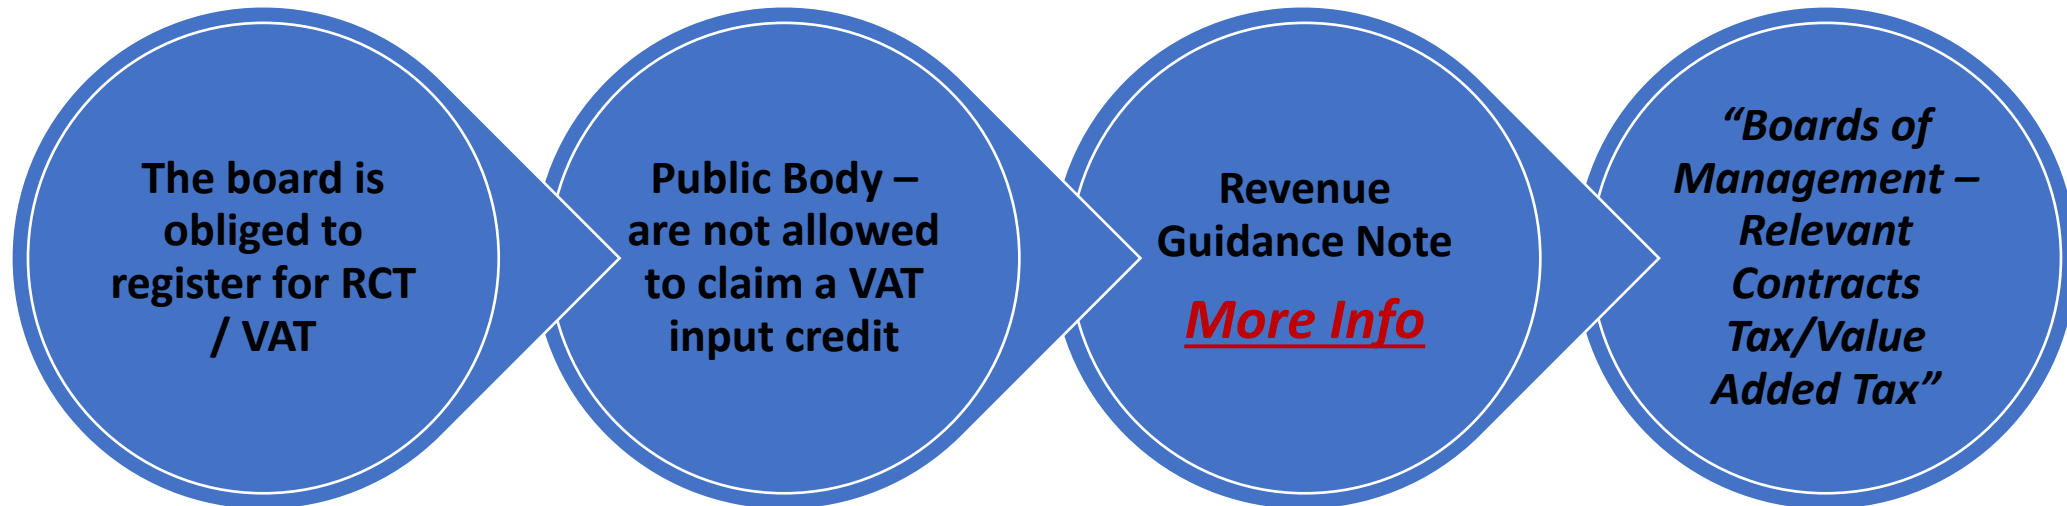 The board is
obliged to
register for RCT
/ VAT
Public Body –
are not allowed
to claim a VAT
input credit
Revenue
Guidance Note
More Info
“Boards of
Management –
Relevant
Contracts
Tax/Value
Added Tax”